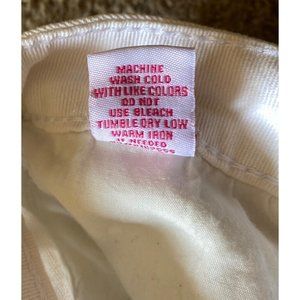 MACHINE
WASH COLD
WITH LIKE COLORS
DO NOT
USE BLEACH
TUMBLE DRY LOW
WARM IRON
IF NEEDED